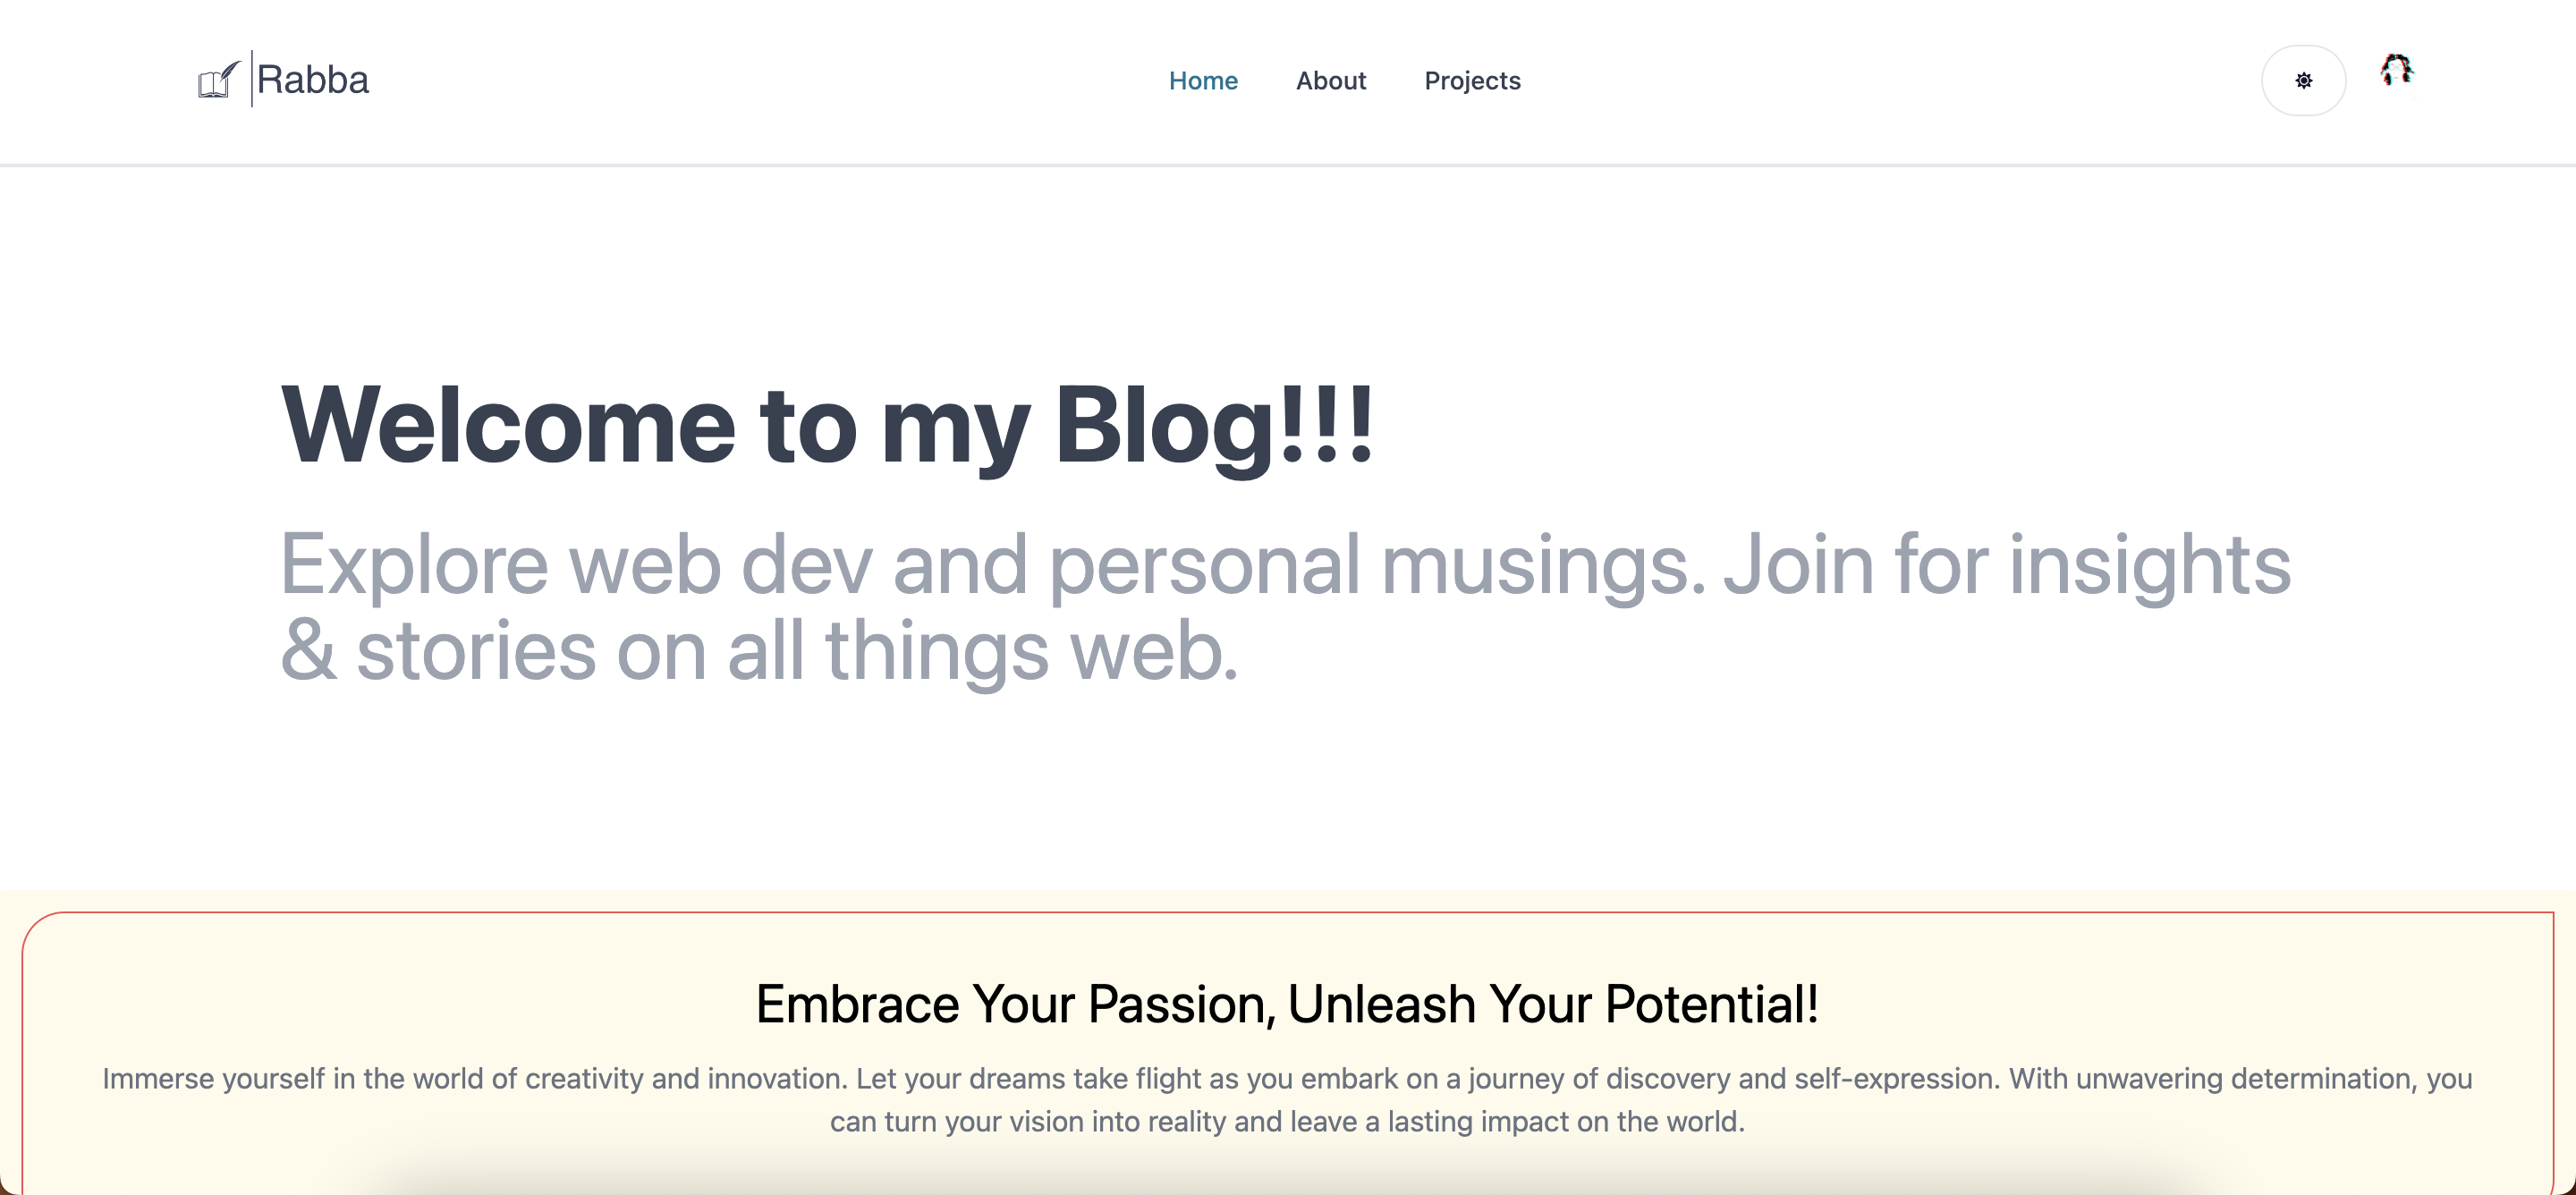 Rabba
Home
About
Projects
Welcome to my Blog!!!
Explore web dev and personal musings. Join for insights
& stories on all things web.
Embrace Your Passion, Unleash Your Potential!
Immerse yourself in the world of creativity and innovation. Let your dreams take flight as you embark on a journey of discovery and self-expression. With unwavering determination, you
can turn your vision into reality and leave a lasting impact on the world.